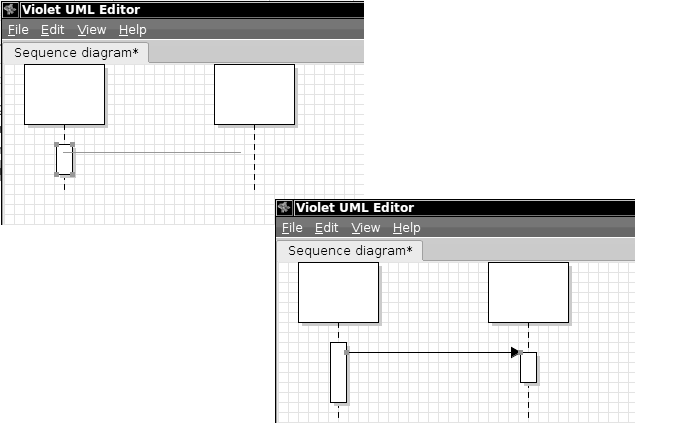 Violet UML Editor
File Edit View Help
Sequence diagram*
Violet UML Editor
File Edit View Help
Sequence diagram*